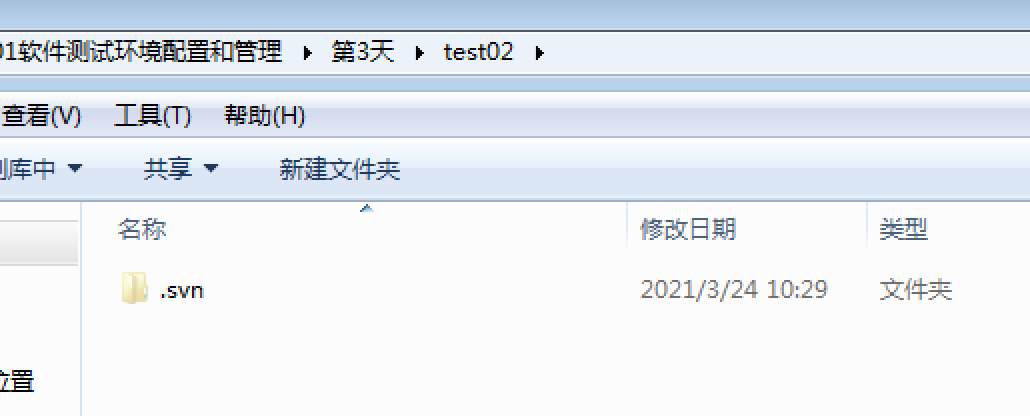 01软件测试环境配置和管理 第3天 test02
查看(V) 工具(T) 帮助(H)
库中 共享 新建文件夹
名称 修改日期 类型
.svn 2021/3/24 10:29 文件夹
位置